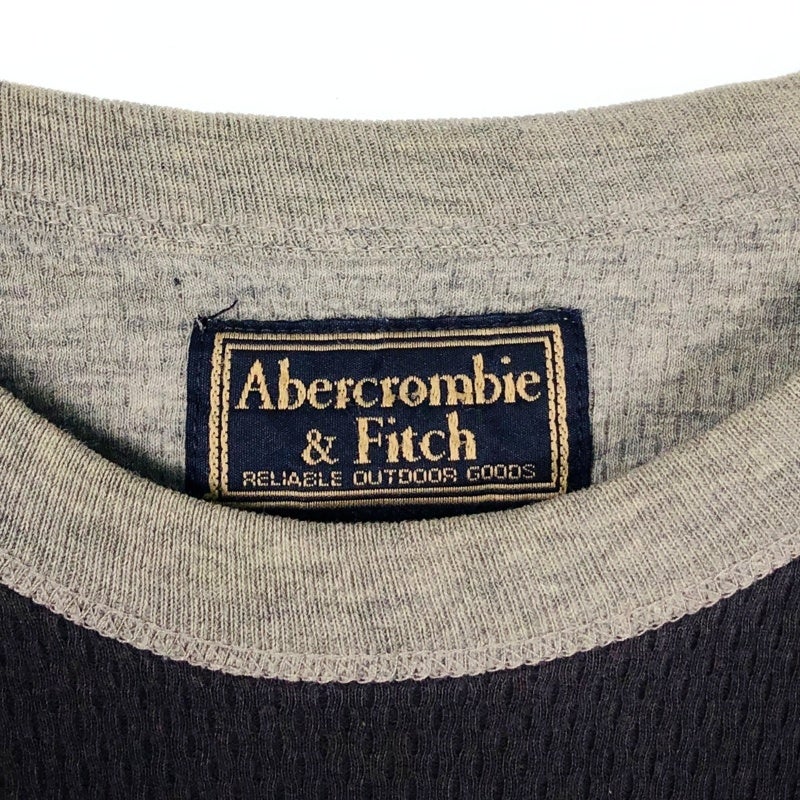 Abercrombie
& Fitch
RELIABLE OUTDOOR GOODS